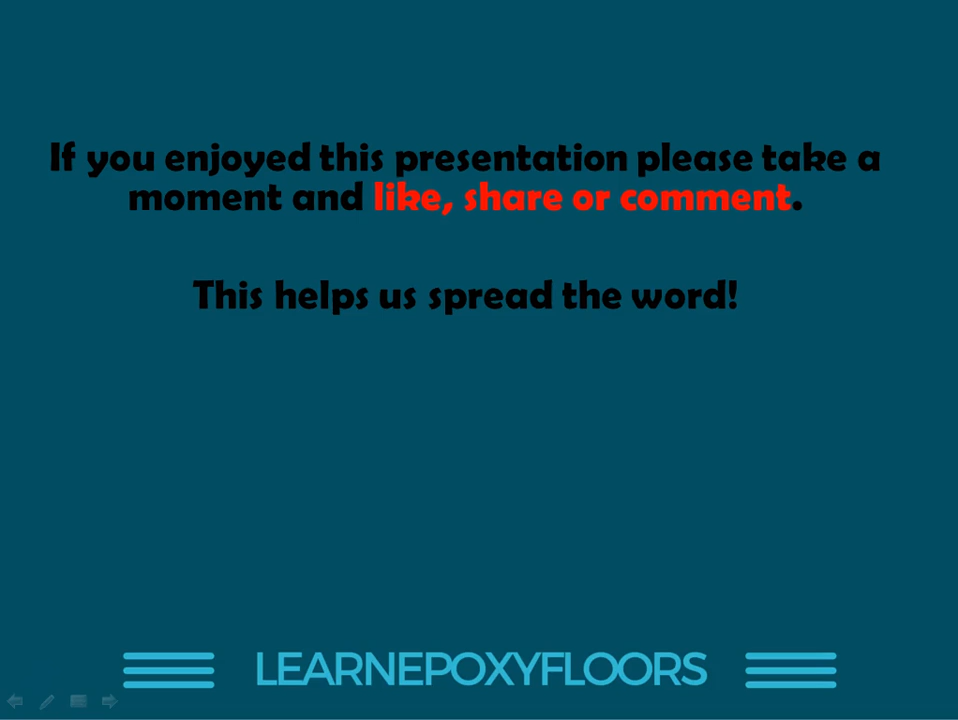 If you enjoyed this presentation please take a
moment and like, share or comment.
This helps us spread the word!
LEARNEPOXYFLOORS